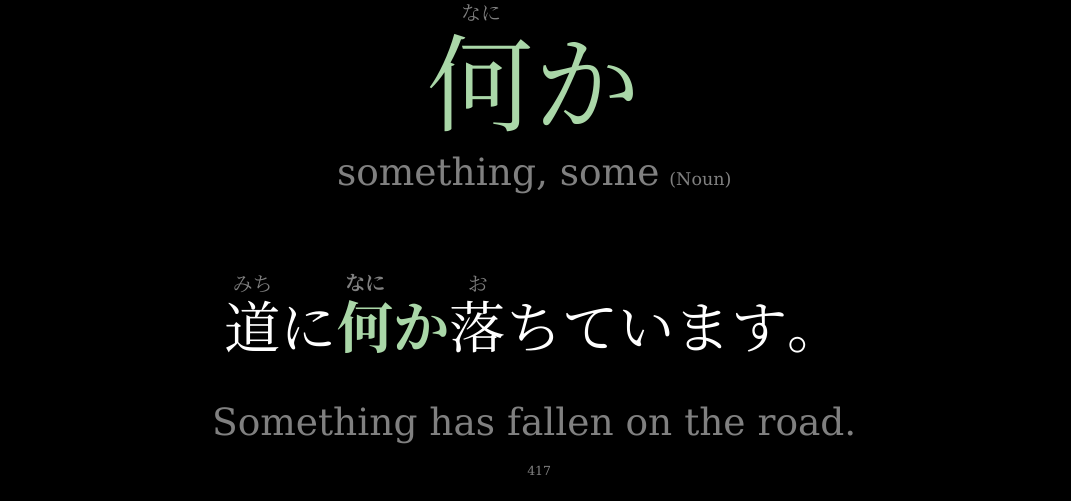 なに
何か
something, some (Noun)
みち なに お
道に何か落ちています。
Something has fallen on the road.
417